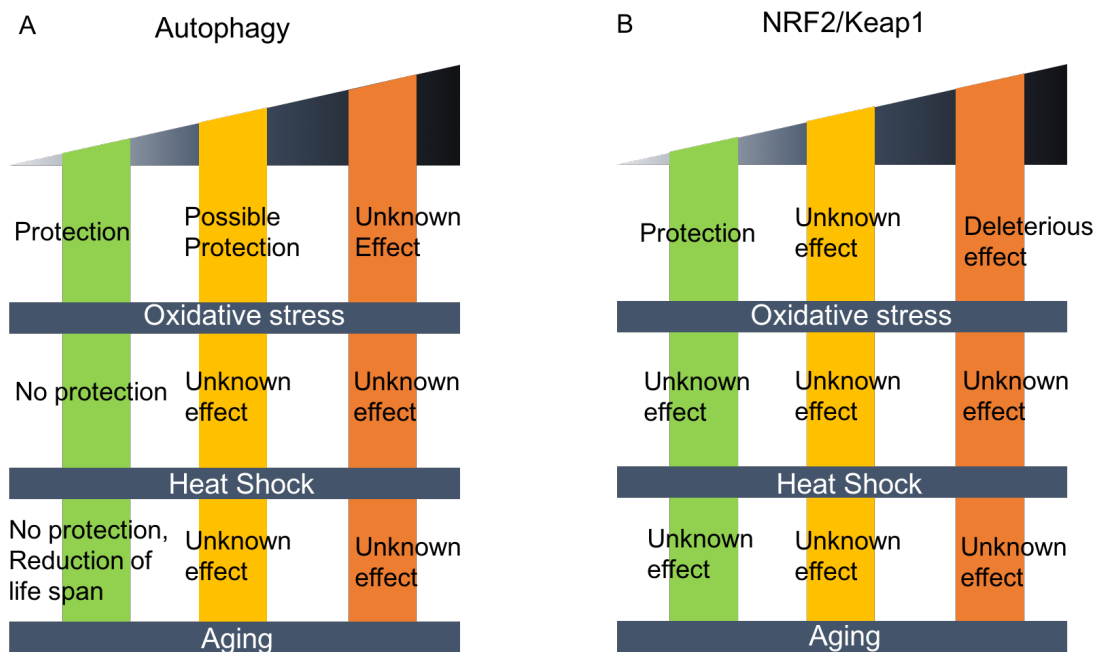 A
Autophagy
Protection
Possible
Protection
Unknown
Effect
Oxidative stress
No protection
Unknown
effect
Unknown
effect
Heat Shock
No protection,
Reduction of
life span
Unknown
effect
Unknown
effect
Aging
B
NRF2/Keap1
Protection
Unknown
effect
Deleterious
effect
Oxidative stress
Unknown
effect
Unknown
effect
Unknown
effect
Heat Shock
Unknown
effect
Unknown
effect
Unknown
effect
Aging